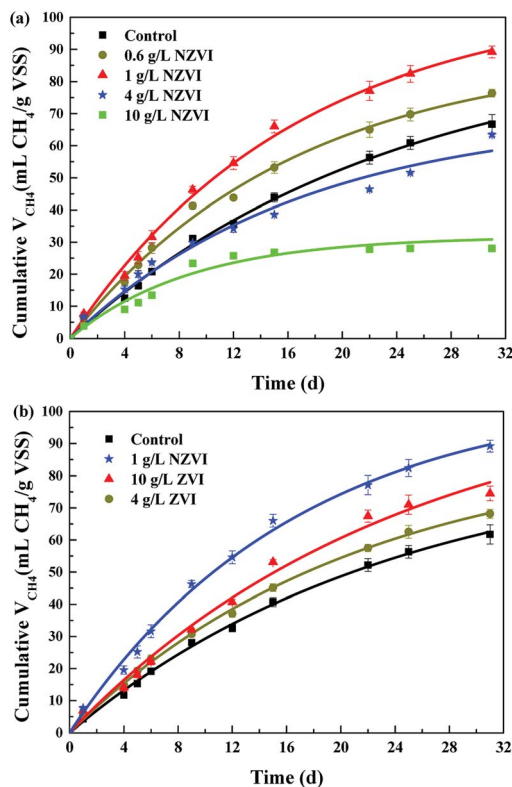 (a)
Control
0.6 g/L NZVI
1 g/L NZVI
4 g/L NZVI
10 g/L NZVI
Cumulative V_CH4(mL CH₄/g VSS)
100
90
80
70
60
50
40
30
20
10
0
0 4 8 12 16 20 24 28 32
Time (d)
(b)
Control
1 g/L NZVI
10 g/L ZVI
4 g/L ZVI
Cumulative V_CH4(mL CH₄/g VSS)
100
90
80
70
60
50
40
30
20
10
0
0 4 8 12 16 20 24 28 32
Time (d)